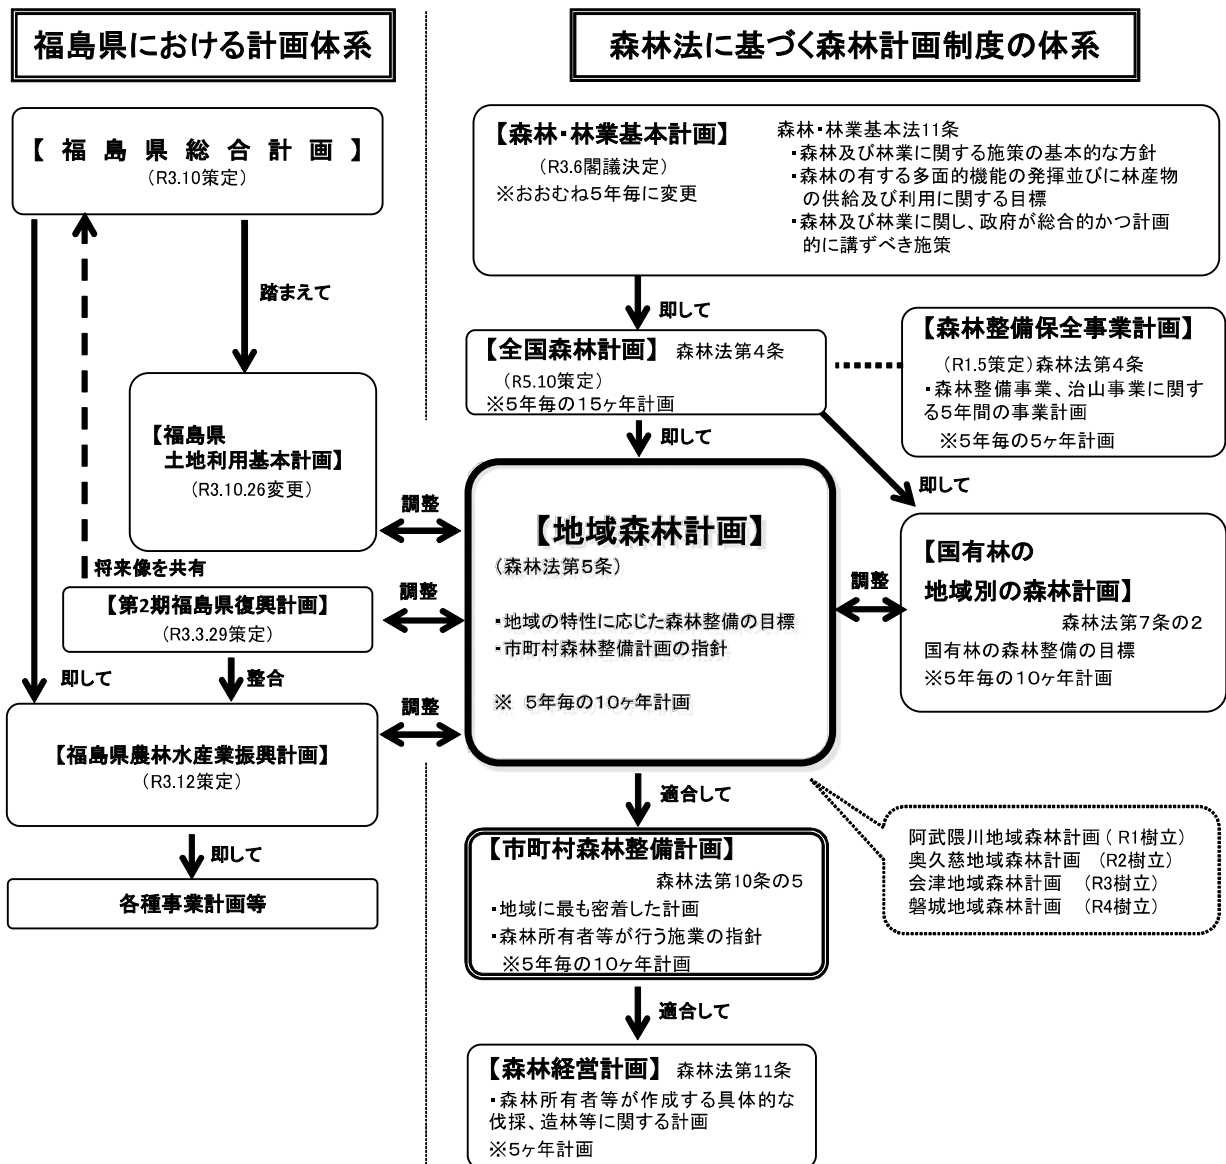 福島県における計画体系
【福島県総合計画】
(R3.10策定)
踏まえて
【福島県
土地利用基本計画】
(R3.10.26変更)
将来像を共有
【第2期福島県復興計画】
(R3.3.29策定)
即して
整合
【福島県農林水産業振興計画】
(R3.12策定)
即して
各種事業計画等
調整
調整
調整
森林法に基づく森林計画制度の体系
【森林・林業基本計画】
(R3.6閣議決定)
※おおむね5年毎に変更
森林・林業基本法11条
・森林及び林業に関する施策の基本的な方針
・森林の有する多面的機能の発揮並びに林産物
の供給及び利用に関する目標
・森林及び林業に関し、政府が総合的かつ計画
的に講ずべき施策
即して
【全国森林計画】 森林法第4条
(R5.10策定)
※5年毎の15ヶ年計画
【森林整備保全事業計画】
(R1.5策定)森林法第4条
・森林整備事業、治山事業に関す
る5年間の事業計画
※5年毎の5ヶ年計画
即して
即して
【地域森林計画】
(森林法第5条)
・地域の特性に応じた森林整備の目標
・市町村森林整備計画の指針
※ 5年毎の10ヶ年計画
調整
【国有林の
地域別の森林計画】
森林法第7条の2
国有林の森林整備の目標
※5年毎の10ヶ年計画
適合して
阿武隈川地域森林計画(R1樹立)
奥久慈地域森林計画 (R2樹立)
会津地域森林計画 (R3樹立)
磐城地域森林計画 (R4樹立)
【市町村森林整備計画】
森林法第10条の5
・地域に最も密着した計画
・森林所有者等が行う施業の指針
※5年毎の10ヶ年計画
適合して
【森林経営計画】 森林法第11条
・森林所有者等が作成する具体的な
伐採、造林等に関する計画
※5ヶ年計画